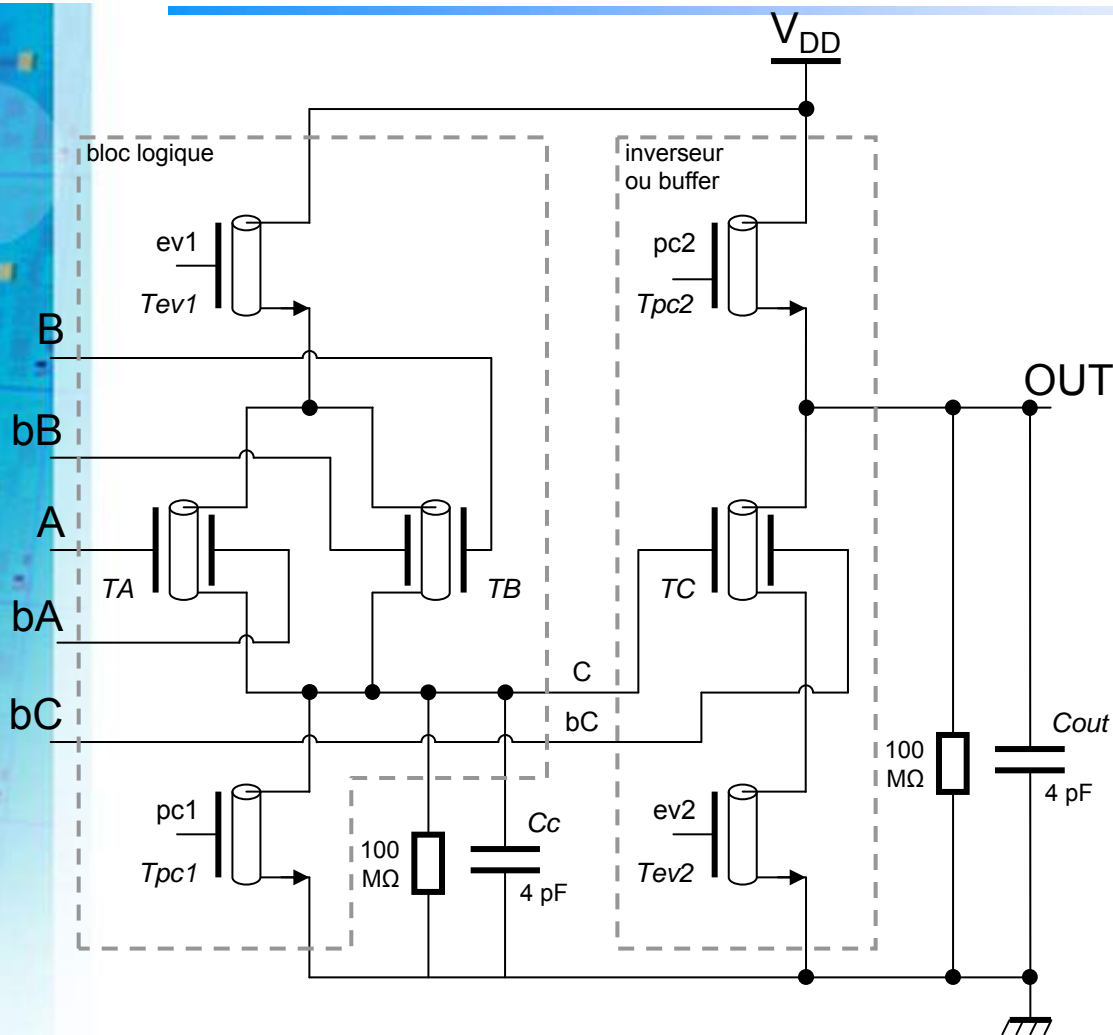 VDD
bloc logique
inverseur
ou buffer
ev1
Tev1
pc2
Tpc2
B
OUT
bB
A
TA
TB
TC
bA
C
bC
bC
Cout
100
MΩ
4 pF
pc1
Tpc1
100
MΩ
Cc
4 pF
ev2
Tev2